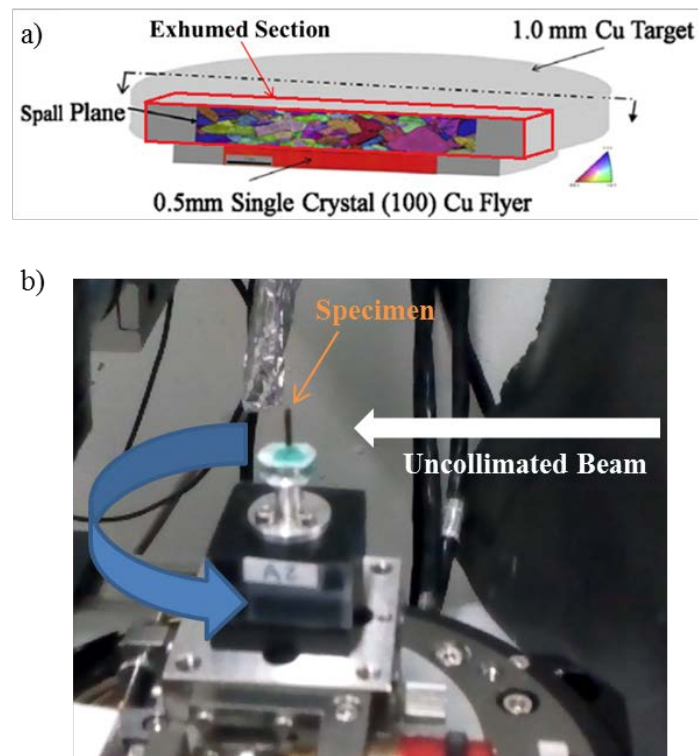 a)
Exhumed Section
1.0 mm Cu Target
Spall Plane
0.5mm Single Crystal (100) Cu Flyer
b)
Specimen
Uncollimated Beam
A2